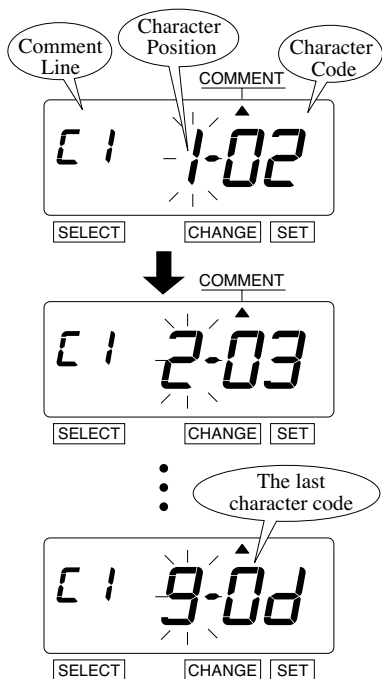 Comment
Line
Character
Position
Character
Code
COMMENT
C1 1-02
SELECT CHANGE SET
COMMENT
C1 2-03
SELECT CHANGE SET
The last
character code
C1 9-0d
SELECT CHANGE SET